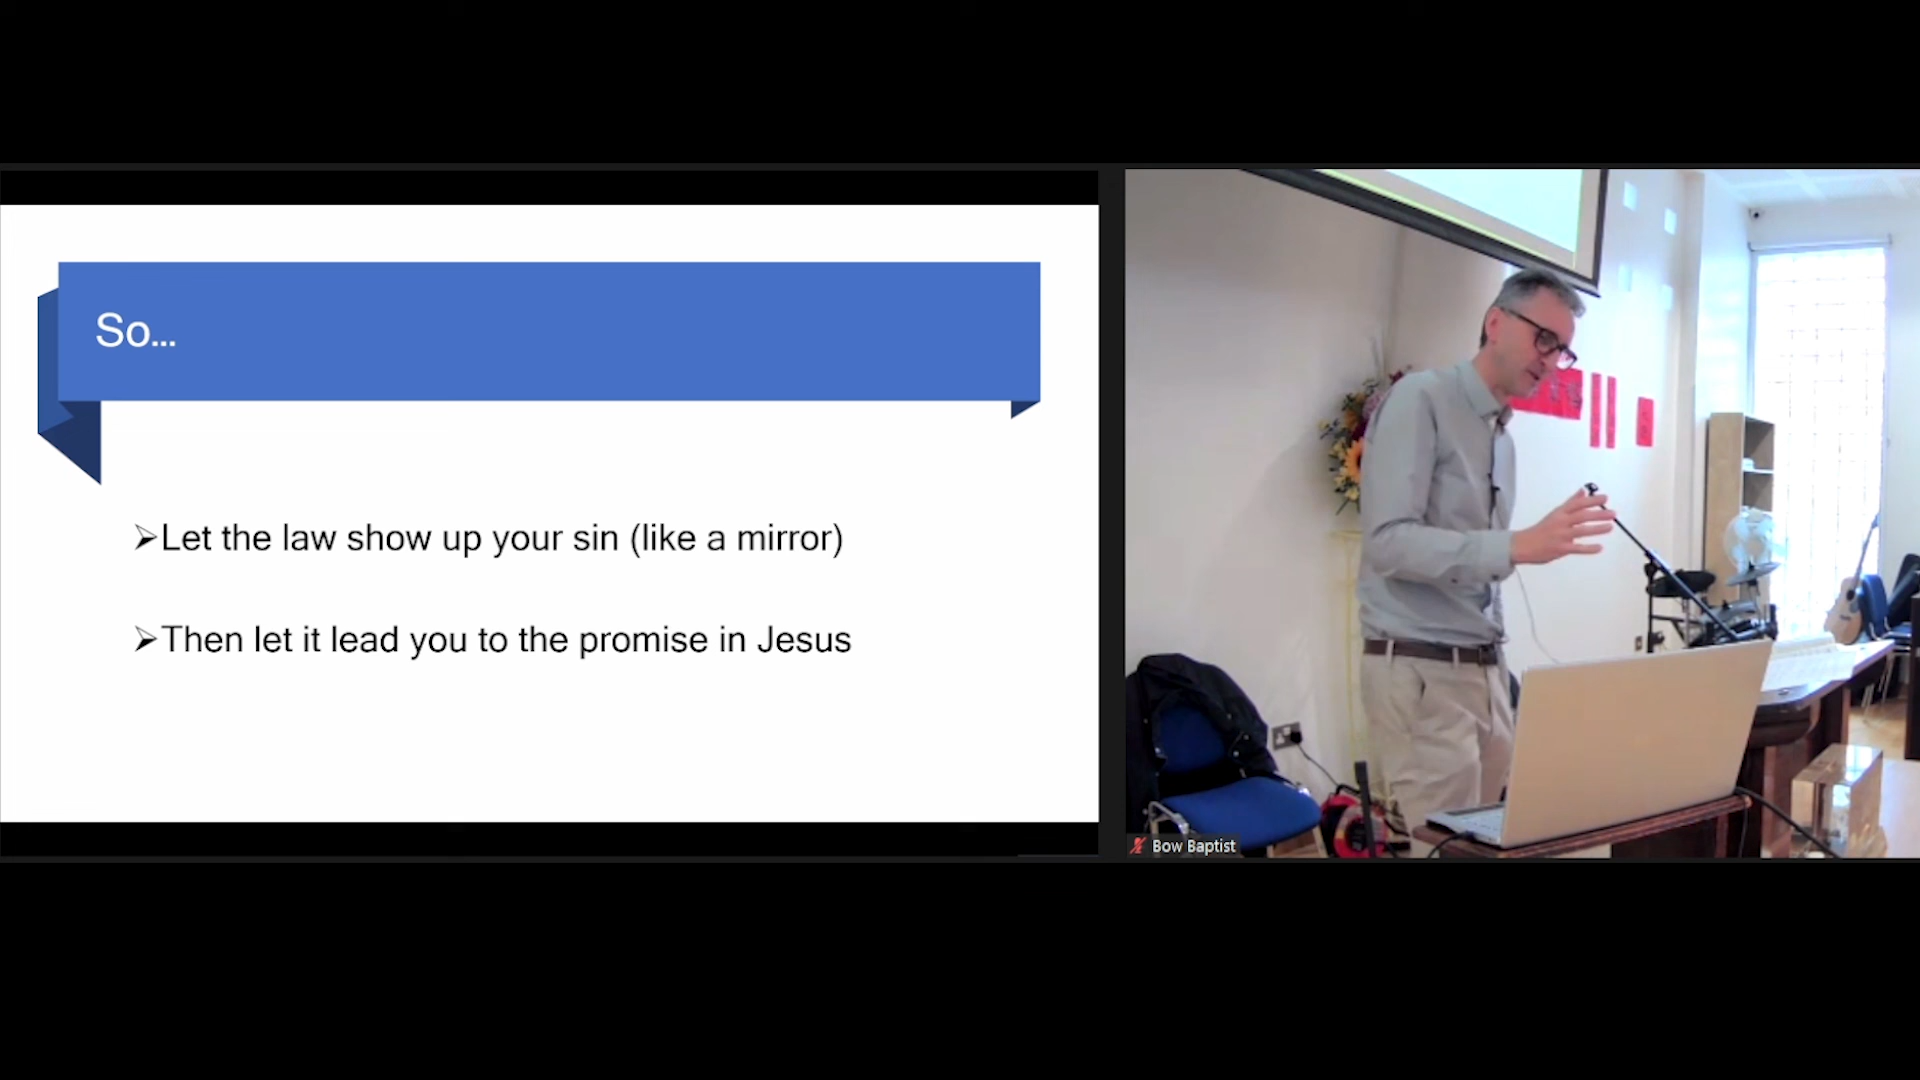 So...
➢Let the law show up your sin (like a mirror)
➢Then let it lead you to the promise in Jesus
Bow Baptist